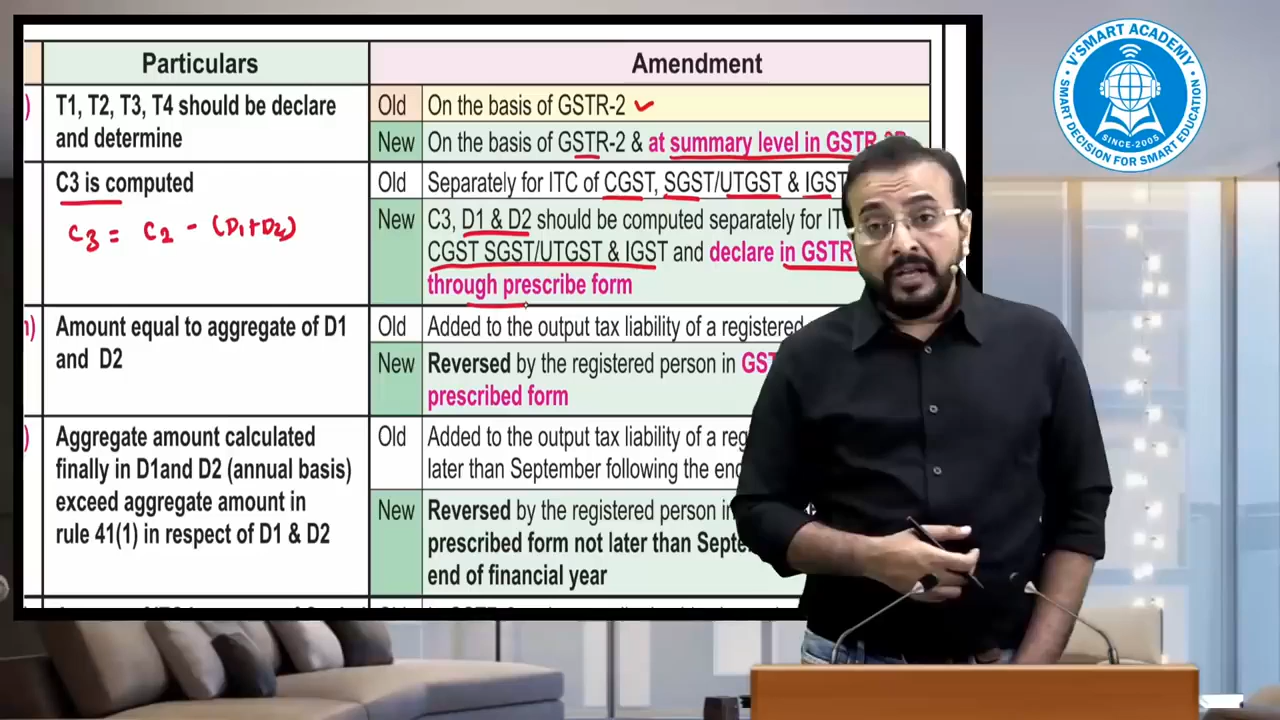 Particulars
Amendment
T1, T2, T3, T4 should be declare
and determine
Old
On the basis of GSTR-2
New
On the basis of GSTR-2 & at summary level in GSTR-3B
C3 is computed
C3 = C2 - (D1+D2)
Old
Separately for ITC of CGST, SGST/UTGST & IGST
New
C3, D1 & D2 should be computed separately for
CGST SGST/UTGST & IGST and declare in GSTR
through prescribe form
Amount equal to aggregate of D1
and D2
Old
Added to the output tax liability of a registered
New
Reversed by the registered person in
prescribed form
Aggregate amount calculated
finally in D1and D2 (annual basis)
exceed aggregate amount in
rule 41(1) in respect of D1 & D2
Old
Added to the output tax liability of a
later than September following the end
New
Reversed by the registered person in
prescribed form not later than
end of financial year
V'SMART ACADEMY
SINCE-2005
SMART DECISION FOR SMART EDUCATION